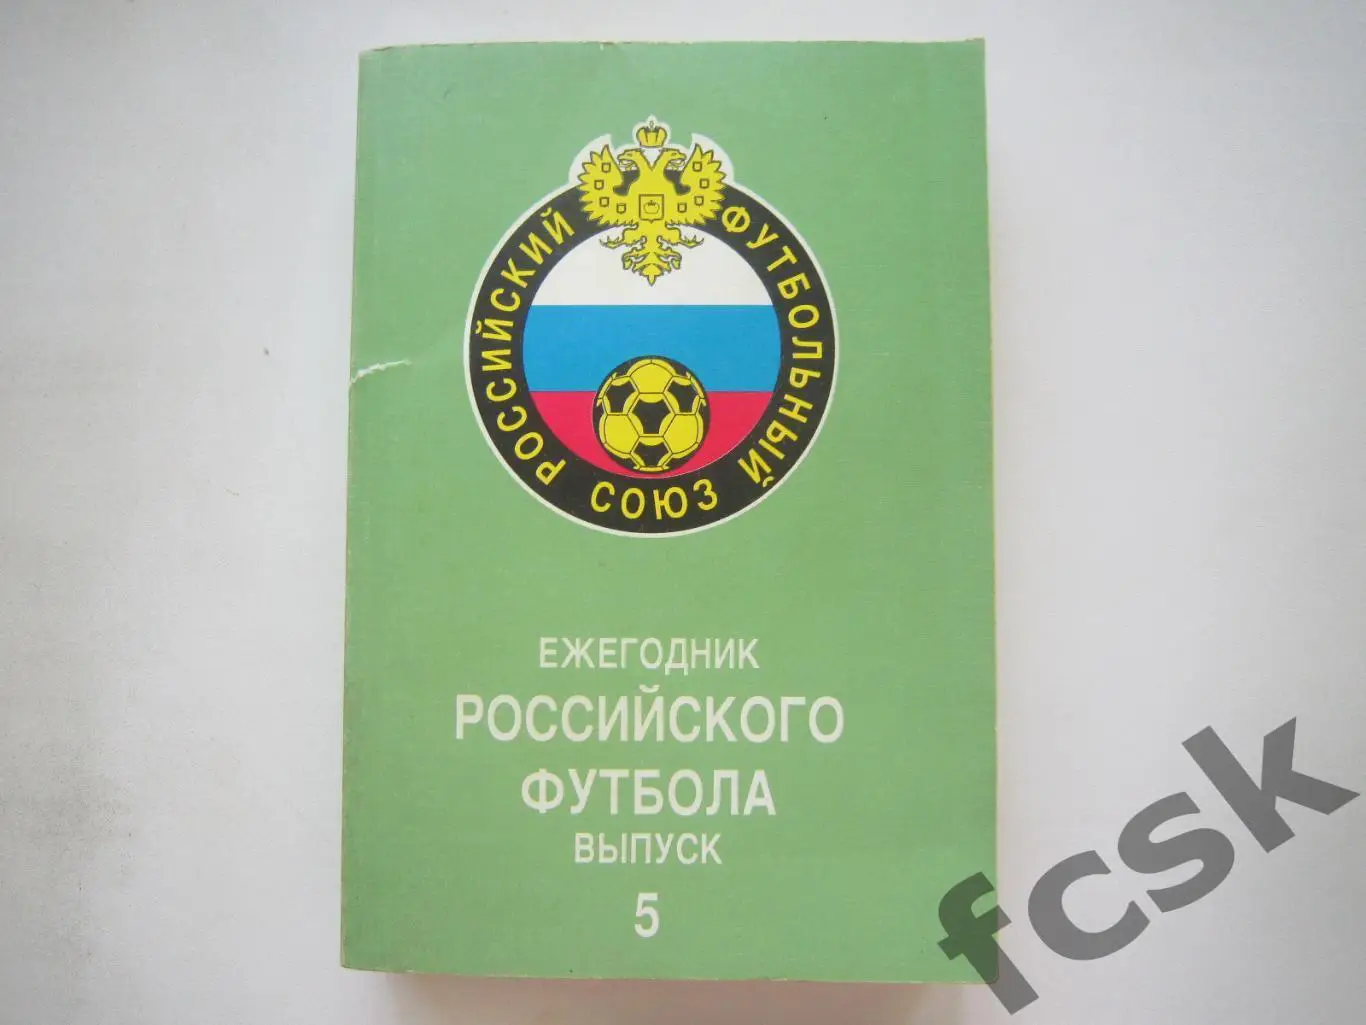 РОССИЙСКИЙ ФУТБОЛЬНЫЙ
СОЮЗ
ЕЖЕГОДНИК
РОССИЙСКОГО
ФУТБОЛА
ВЫПУСК
5
fcsk